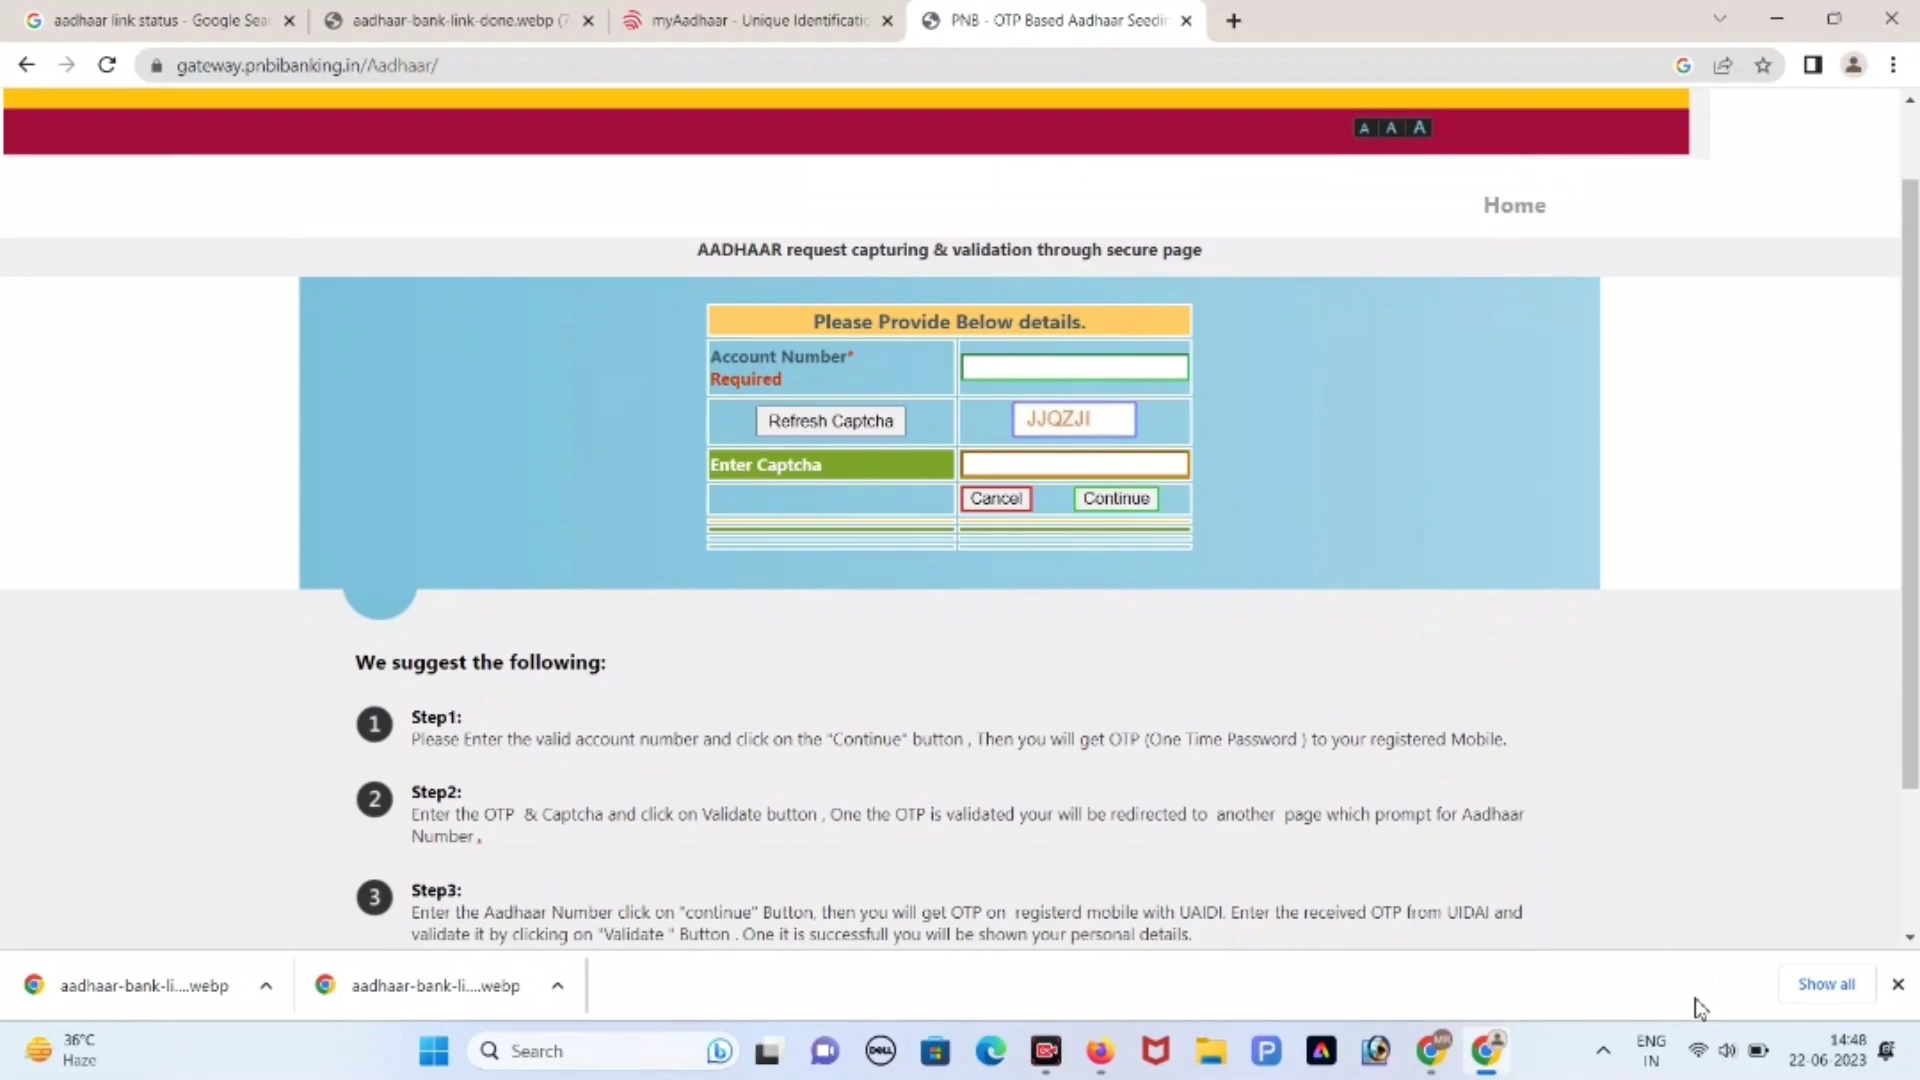 aadhaar link status - Google Sea
aadhaar-bank-link-done.webp (7
myAadhaar - Unique Identificatio
PNB - OTP Based Aadhaar Seedin
gateway.pnbibanking.in/Aadhaar/
A A A
Home
AADHAAR request capturing & validation through secure page
Please Provide Below details.
Account Number*
Required
Refresh Captcha
JJQZJI
Enter Captcha
Cancel Continue
We suggest the following:
1 Step1:
Please Enter the valid account number and click on the "Continue" button , Then you will get OTP (One Time Password ) to your registered Mobile.
2 Step2:
Enter the OTP & Captcha and click on Validate button , One the OTP is validated your will be redirected to another page which prompt for Aadhaar
Number .
3 Step3:
Enter the Aadhaar Number click on "continue" Button, then you will get OTP on registerd mobile with UAIDI. Enter the received OTP from UIDAI and
validate it by clicking on "Validate " Button . One it is successfull you will be shown your personal details.
aadhaar-bank-li....webp
aadhaar-bank-li....webp
Show all
36°C
Haze
Search
DELL
ENG
IN
14:48
22-06-2023